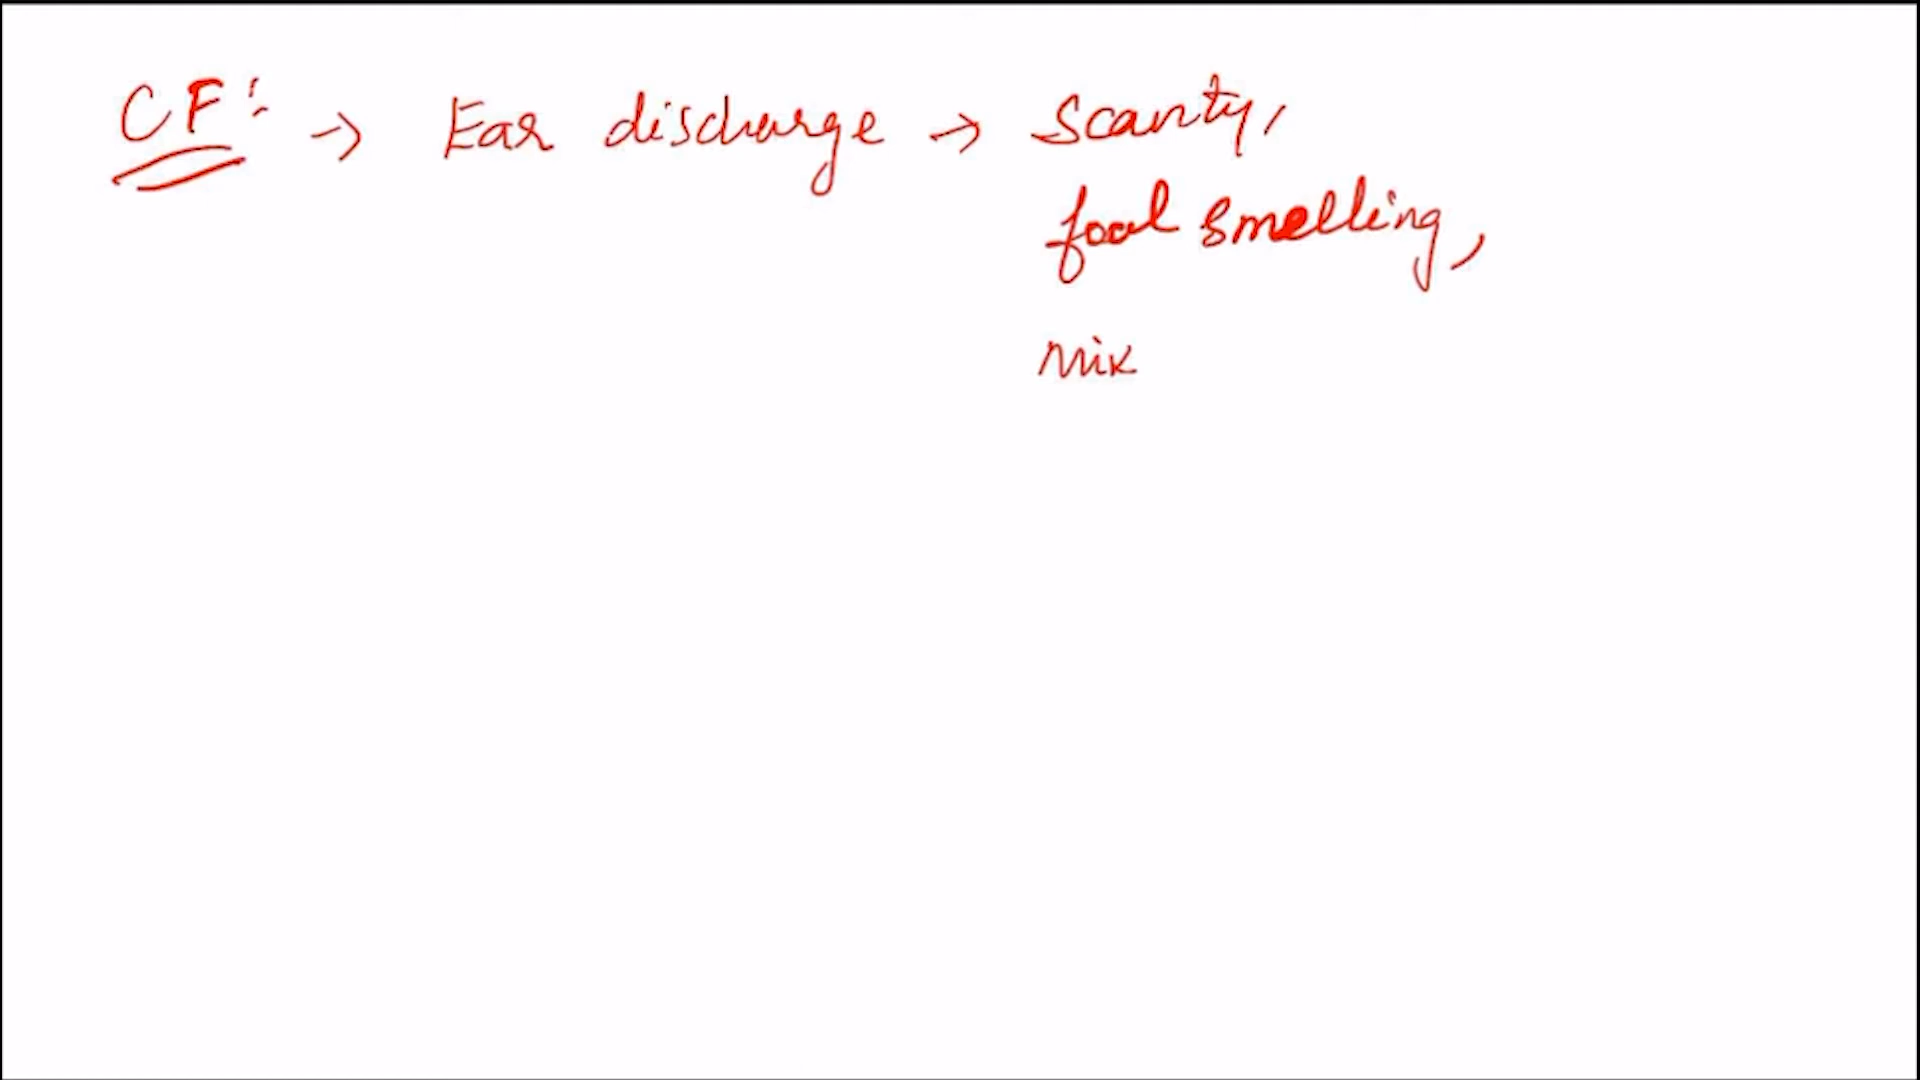 CF:- → Ear discharge → Scanty,
foul smelling,
mix